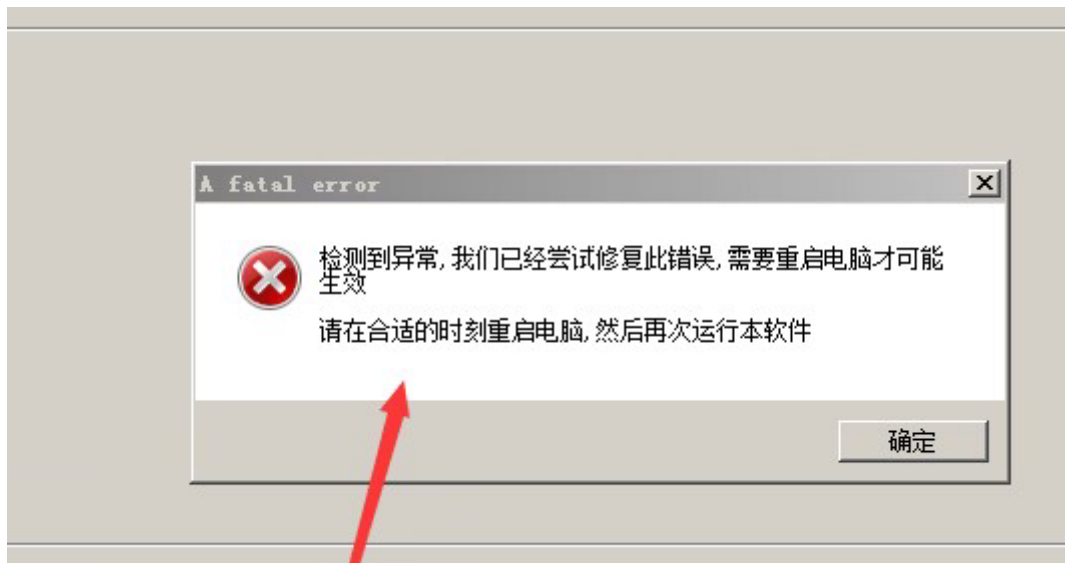 A fatal error
检测到异常, 我们已经尝试修复此错误, 需要重启电脑才可能
生效
请在合适的时刻重启电脑, 然后再次运行本软件
确定